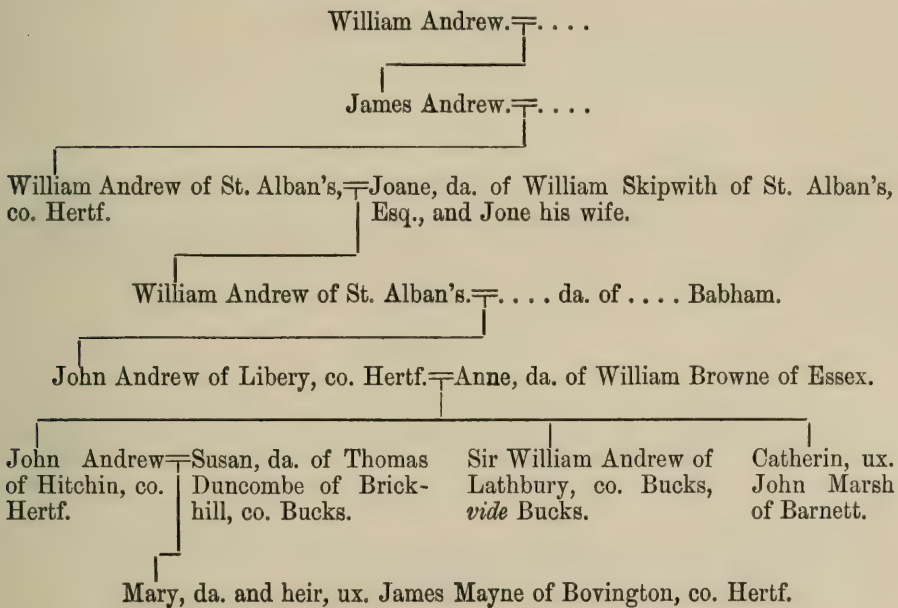 William Andrew.=. . . .
James Andrew.=. . . .
William Andrew of St. Alban's,=Joane, da. of William Skipwith of St. Alban's,
co. Hertf. Esq., and Jone his wife.
William Andrew of St. Alban's.=. . . . da. of . . . . Babham.
John Andrew of Libery, co. Hertf.=Anne, da. of William Browne of Essex.
John Andrew=Susan, da. of Thomas
of Hitchin, co. Duncombe of Brick-
Hertf. hill, co. Bucks.
Sir William Andrew of
Lathbury, co. Bucks,
vide Bucks.
Catherin, ux.
John Marsh
of Barnett.
Mary, da. and heir, ux. James Mayne of Bovington, co. Hertf.